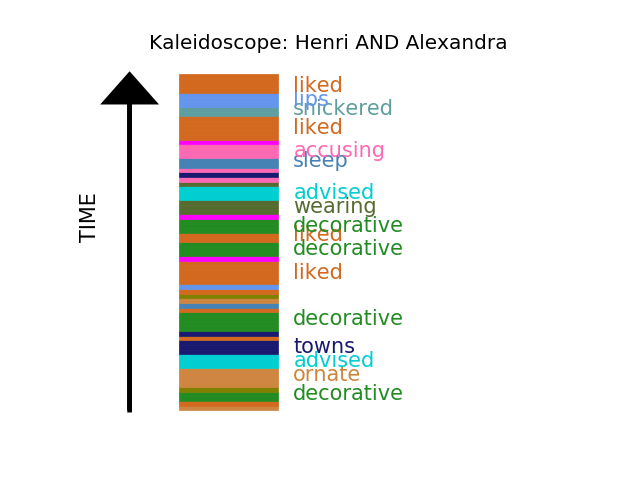 Kaleidoscope: Henri AND Alexandra
liked
lips
snickered
liked
accusing
sleep
advised
wearing
decorative
liked
decorative
liked
decorative
towns
advised
ornate
decorative
TIME